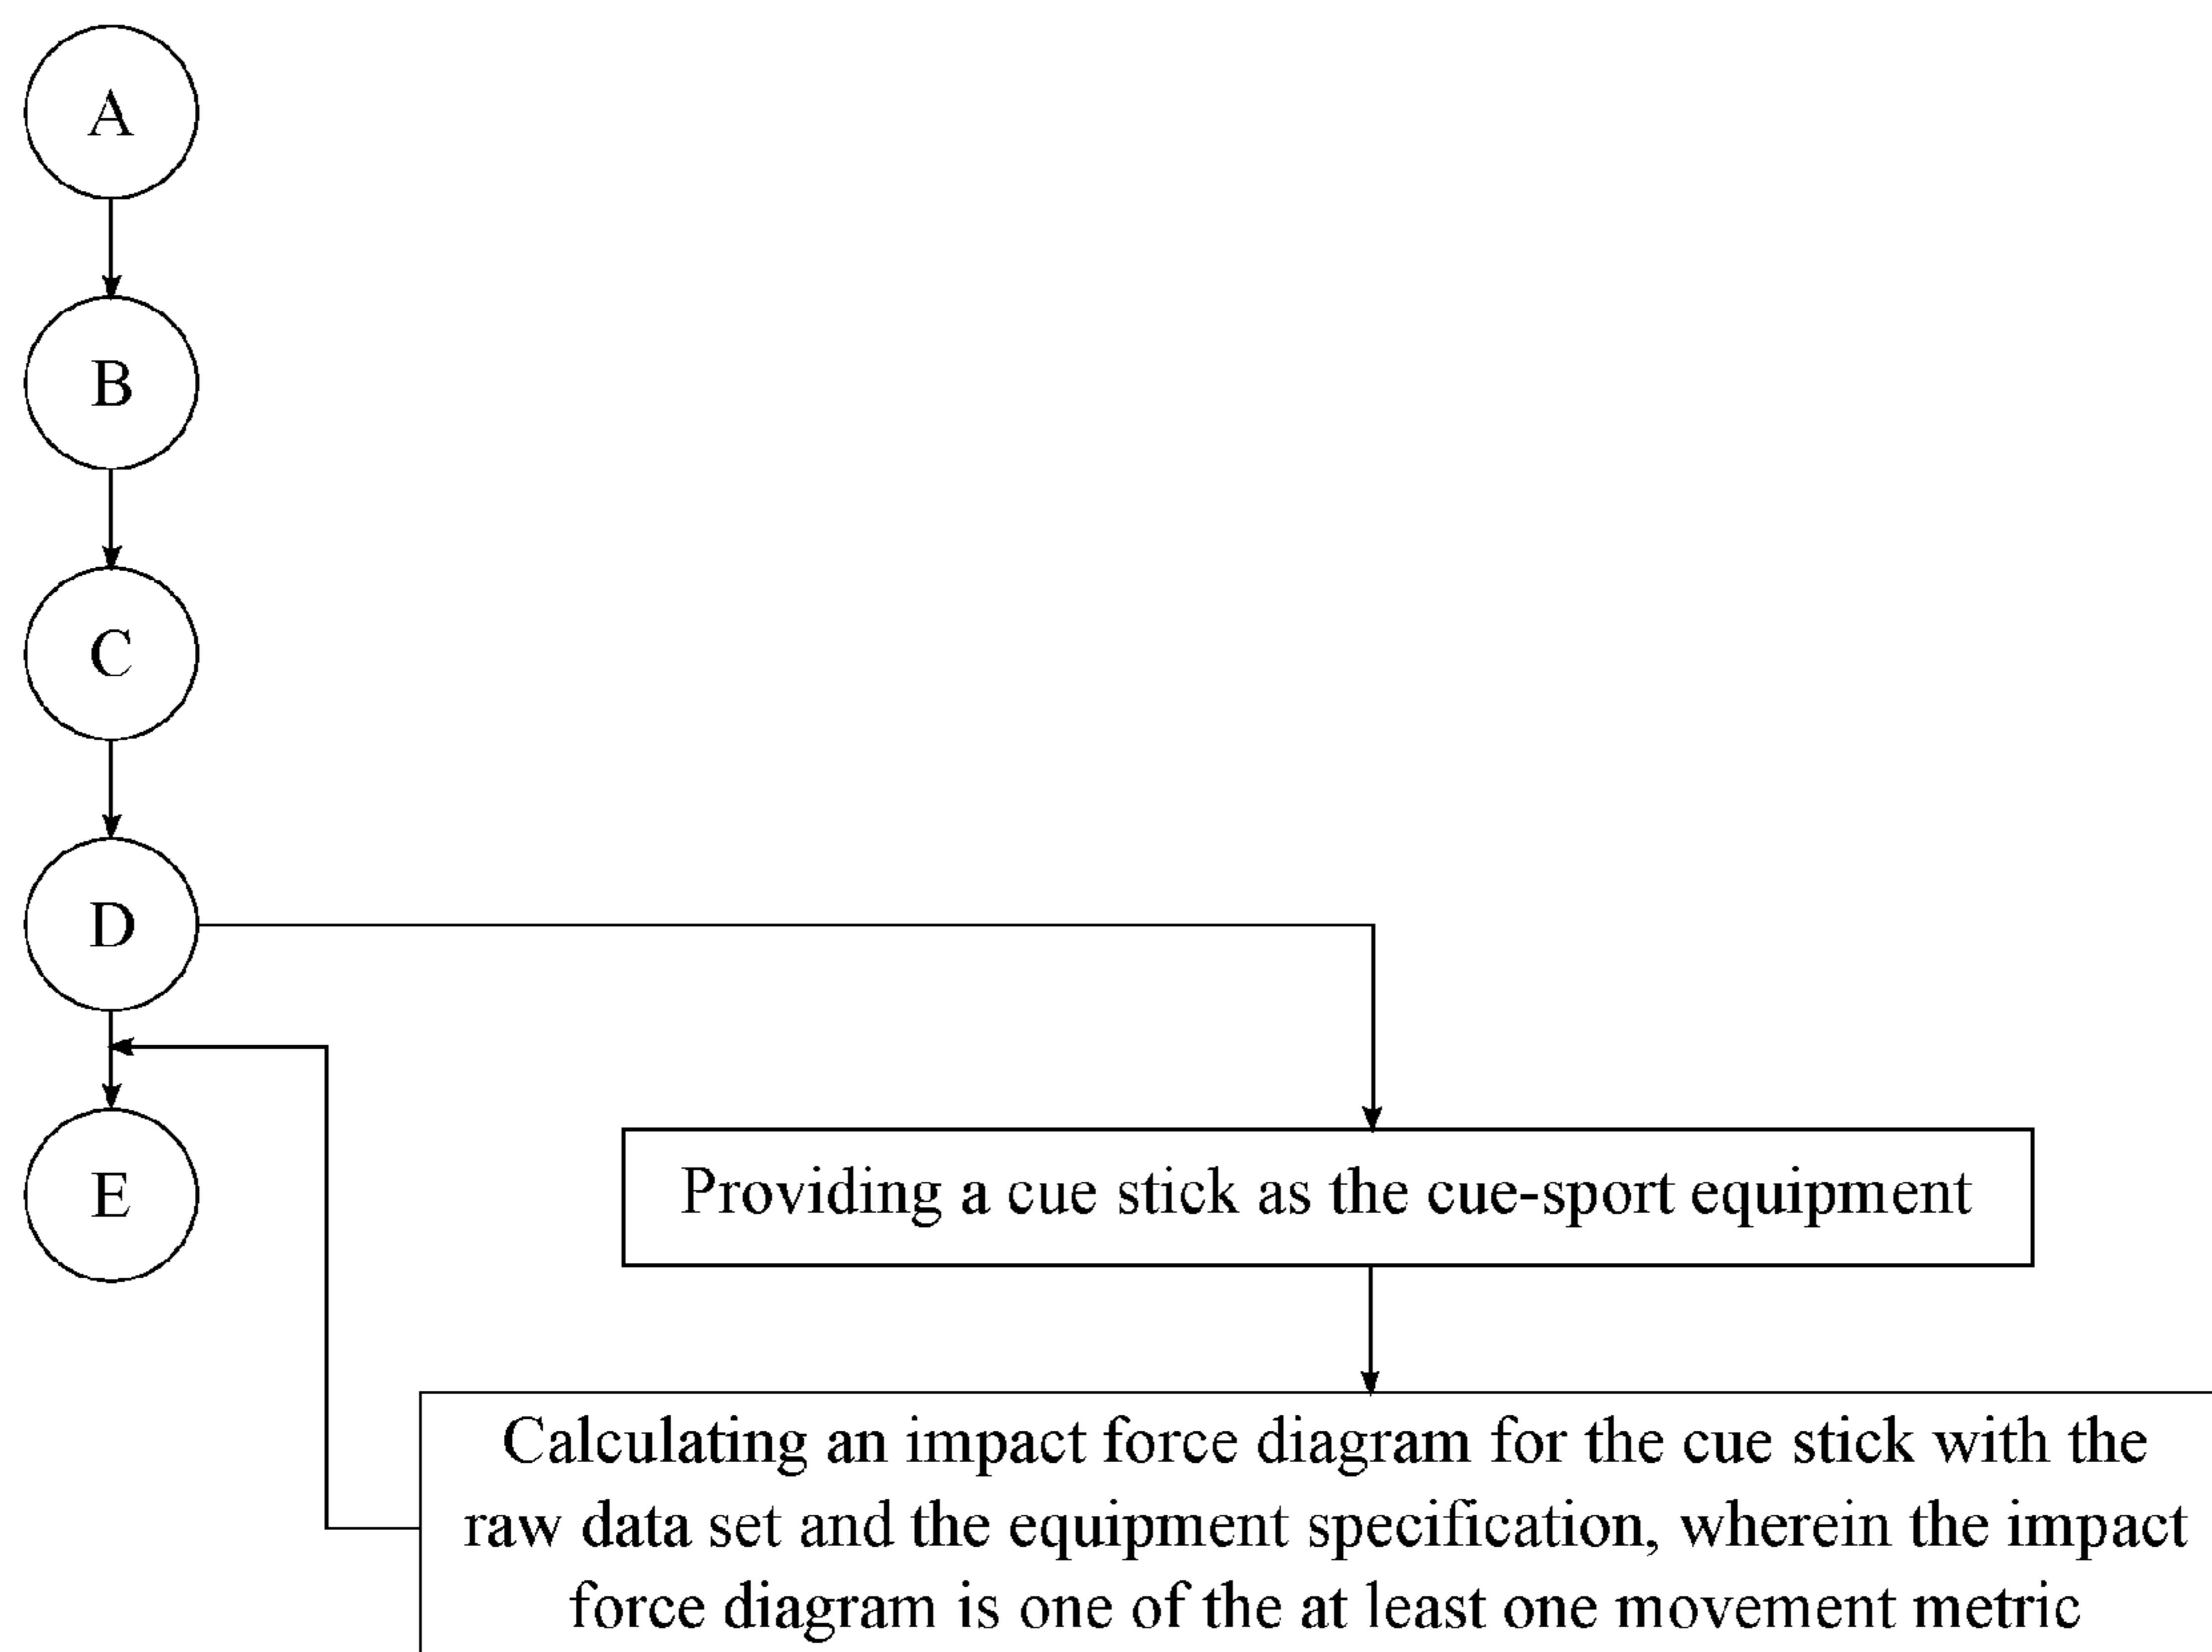 A
B
C
D
E
Providing a cue stick as the cue-sport equipment
Calculating an impact force diagram for the cue stick with the
raw data set and the equipment specification, wherein the impact
force diagram is one of the at least one movement metric